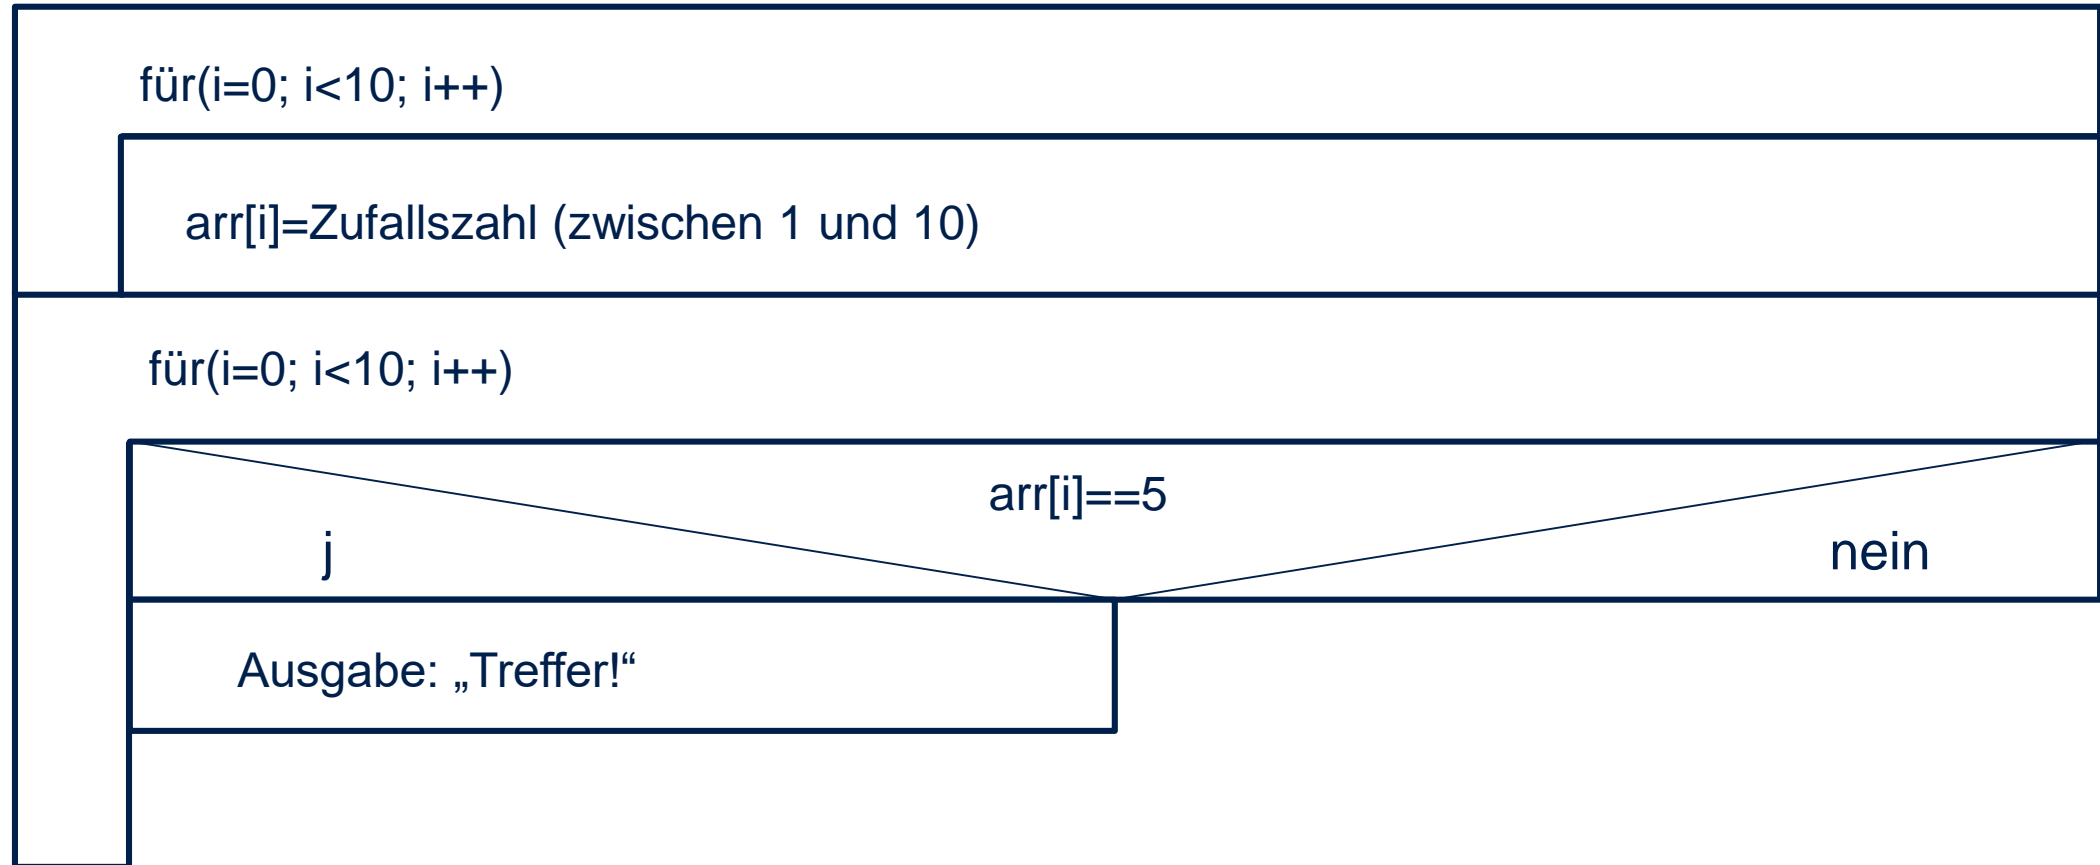 für(i=0; i<10; i++)
arr[i]=Zufallszahl (zwischen 1 und 10)
für(i=0; i<10; i++)
arr[i]==5
j
nein
Ausgabe: „Treffer!“